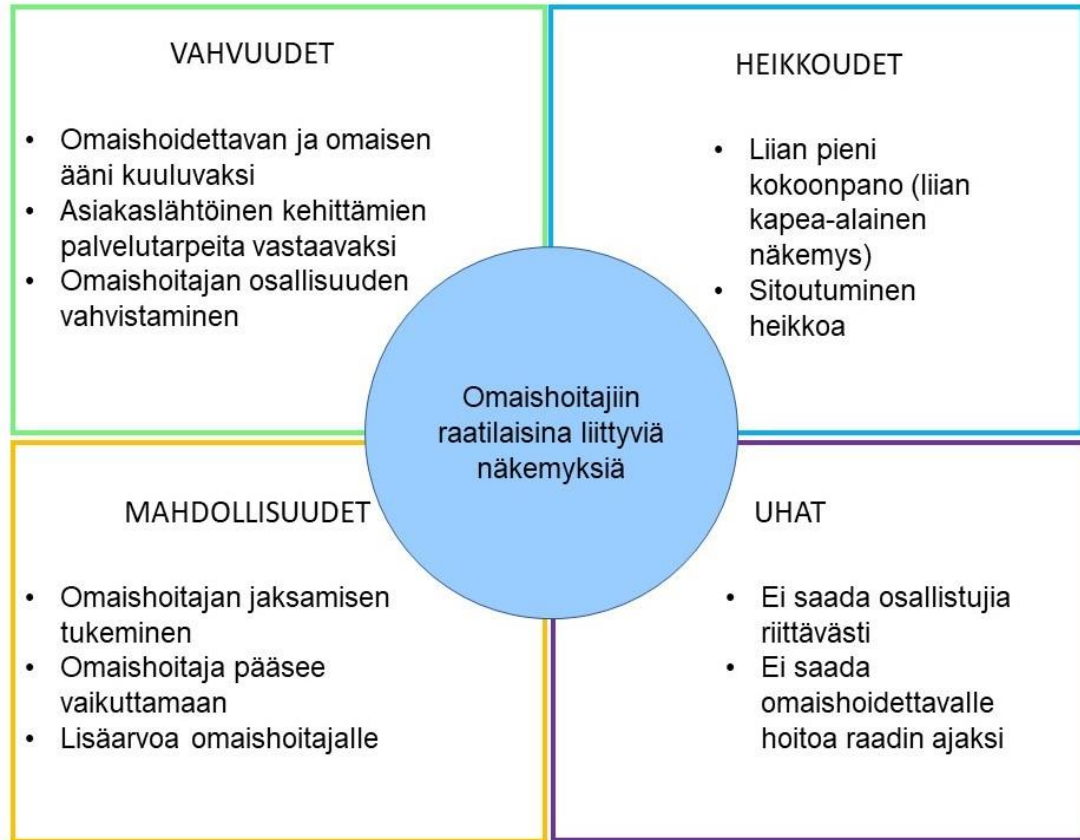 VAHVUUDET
• Omaishoidettavan ja omaisen
ääni kuuluvaksi
• Asiakaslähtöinen kehittämien
palvelutarpeita vastaavaksi
• Omaishoitajan osallisuuden
vahvistaminen
HEIKKOUDET
• Liian pieni
kokoonpano (liian
kapea-alainen
näkemys)
• Sitoutuminen
heikkoa
Omaishoitajiin
raatilaisina liittyviä
näkemyksiä
MAHDOLLISUUDET
• Omaishoitajan jaksamisen
tukeminen
• Omaishoitaja pääsee
vaikuttamaan
• Lisäarvoa omaishoitajalle
UHAT
• Ei saada osallistujia
riittävästi
• Ei saada
omaishoidettavalle
hoitoa raadin ajaksi